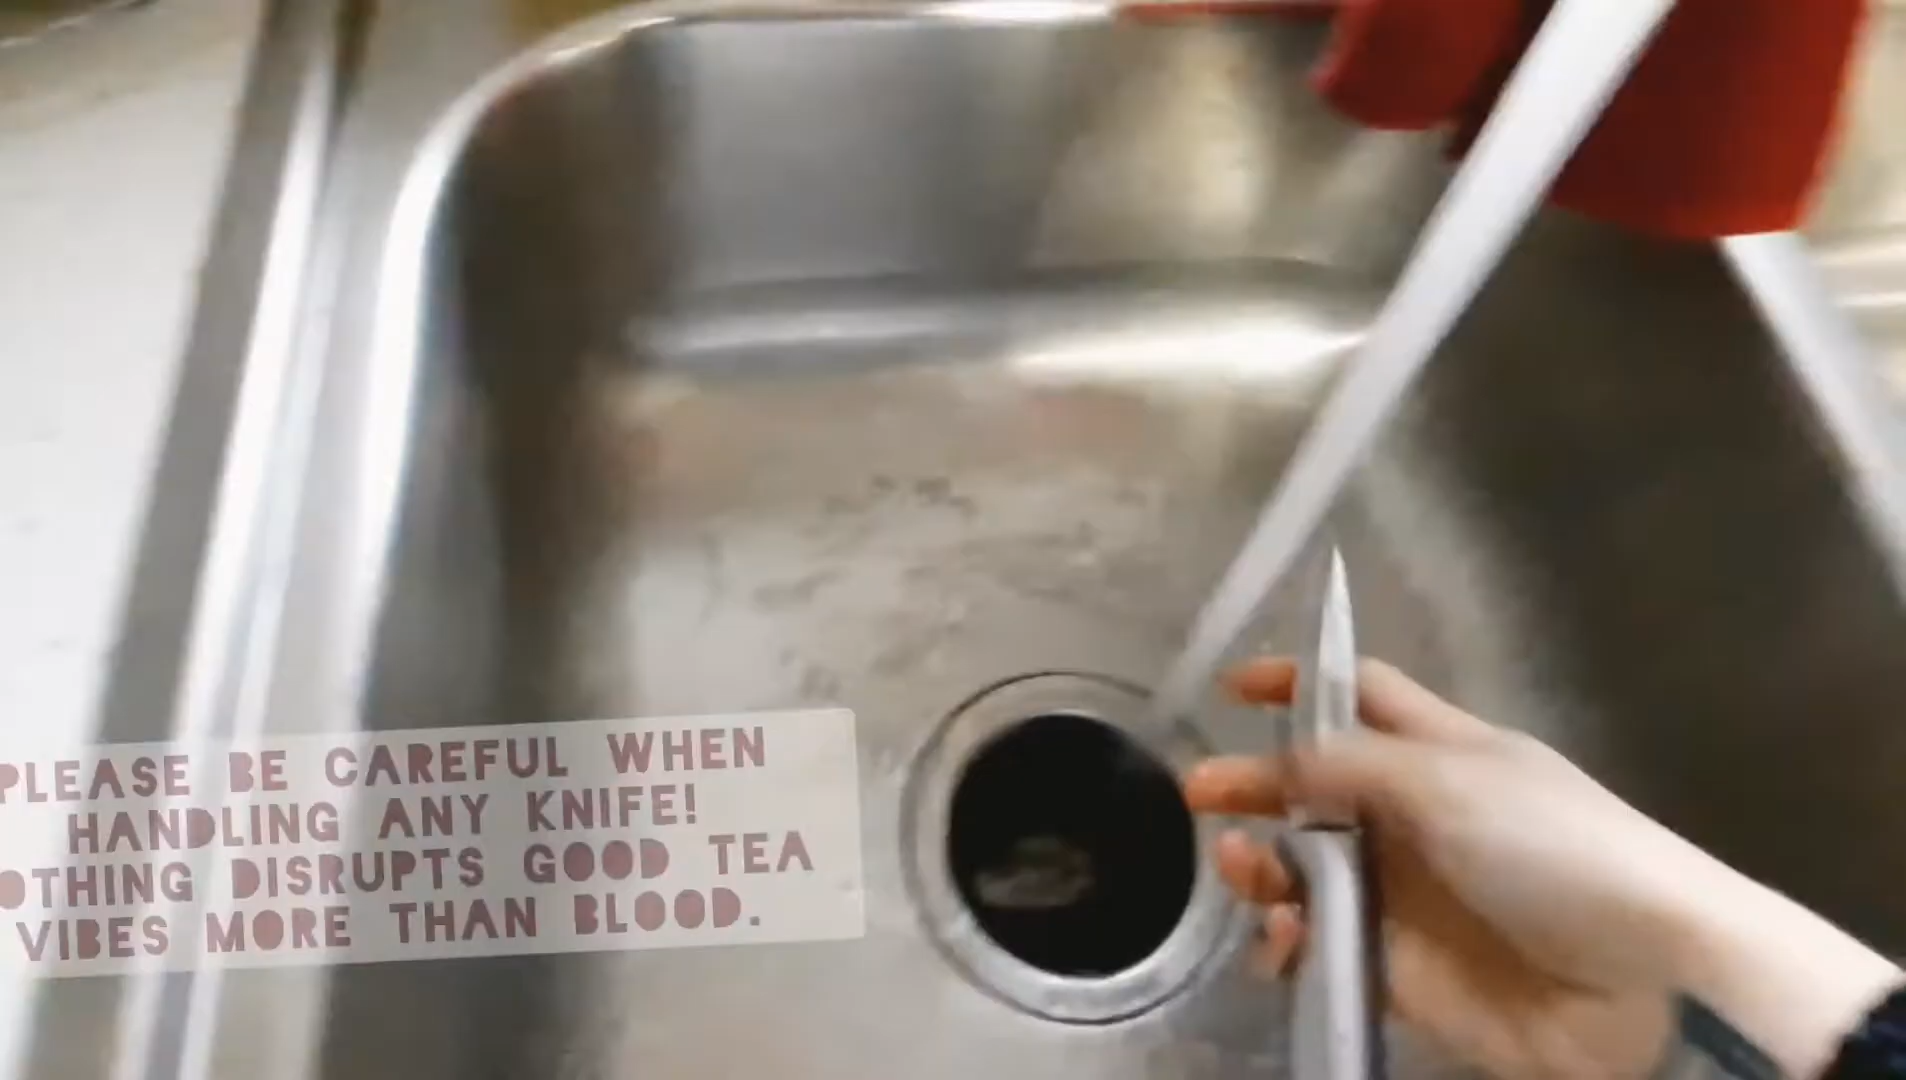 PLEASE BE CAREFUL WHEN
HANDLING ANY KNIFE!
OTHING DISRUPTS GOOD TEA
VIBES MORE THAN BLOOD.